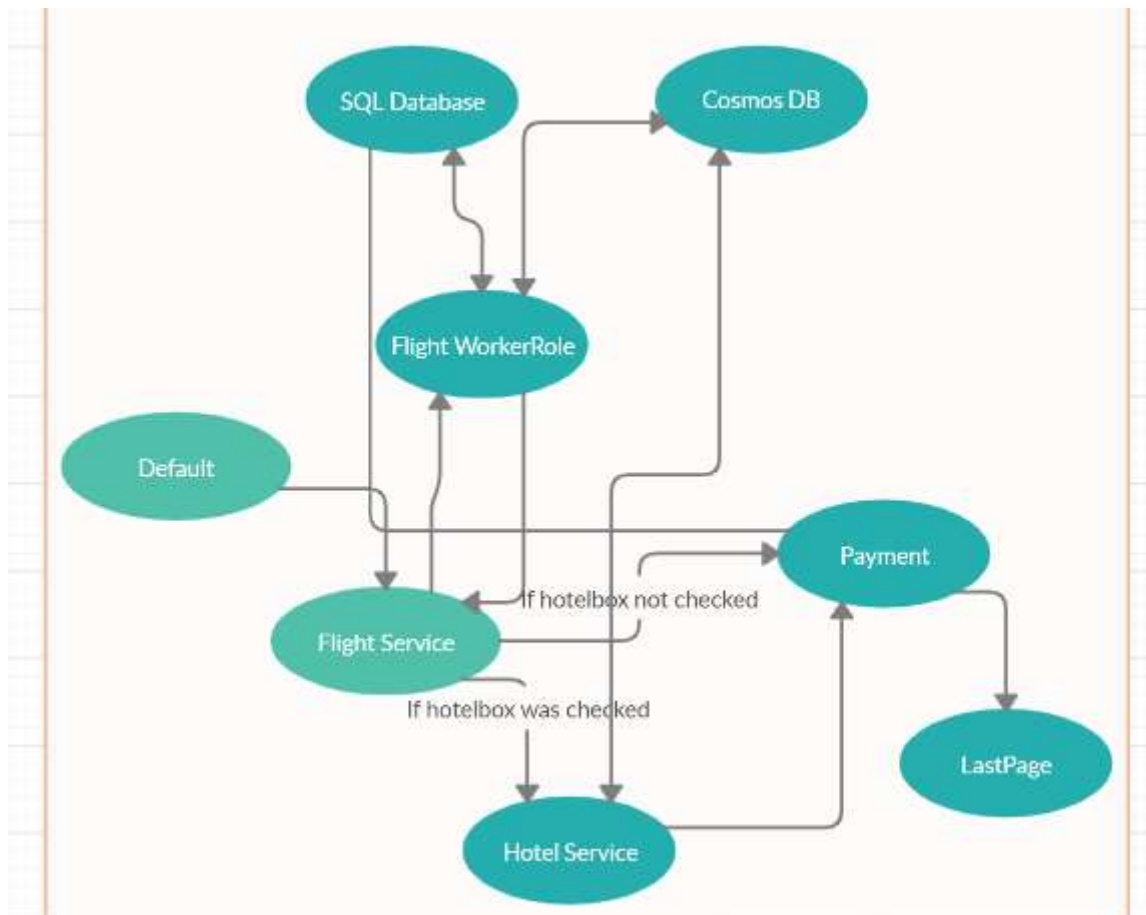 SQL Database
Cosmos DB
Flight WorkerRole
Default
Payment
If hotelbox not checked
Flight Service
If hotelbox was checked
LastPage
Hotel Service